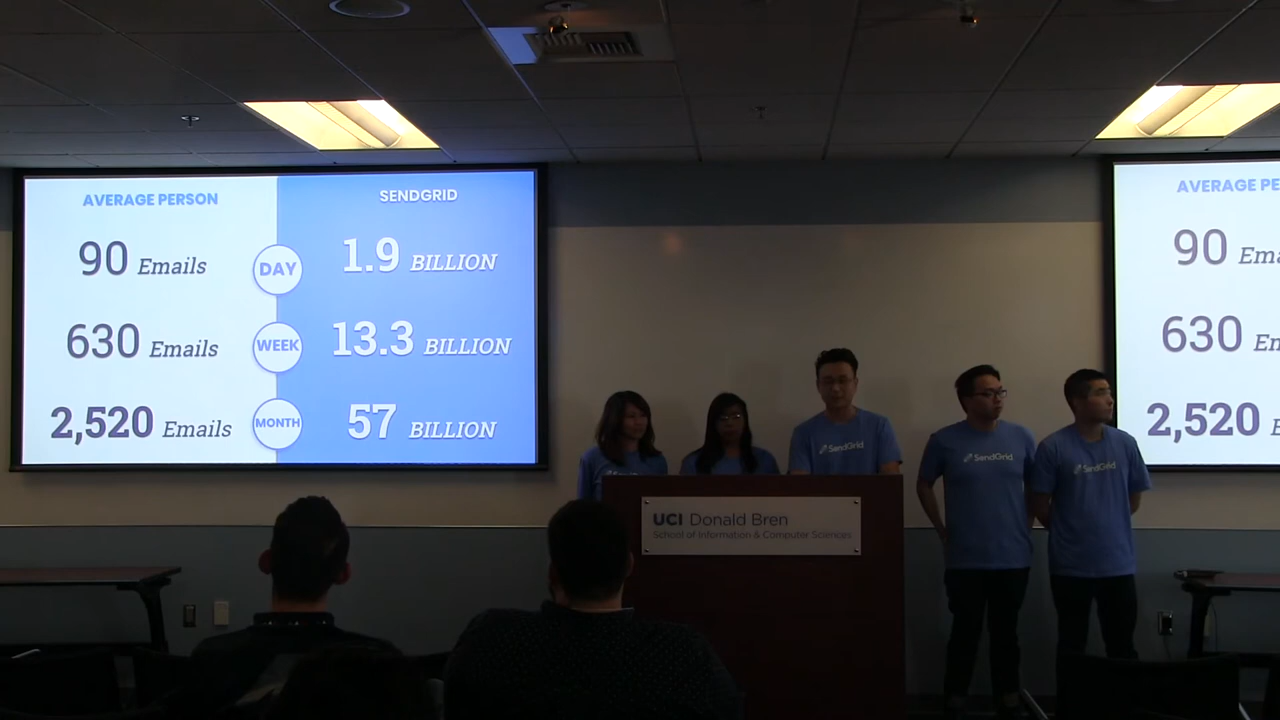 AVERAGE PERSON
SENDGRID
90 Emails
DAY
1.9 BILLION
630 Emails
WEEK
13.3 BILLION
2,520 Emails
MONTH
57 BILLION
AVERAGE PE
90 Ema
630 En
2,520
SendGrid
SendGrid
SendGrid
UCI Donald Bren
School of Information & Computer Sciences